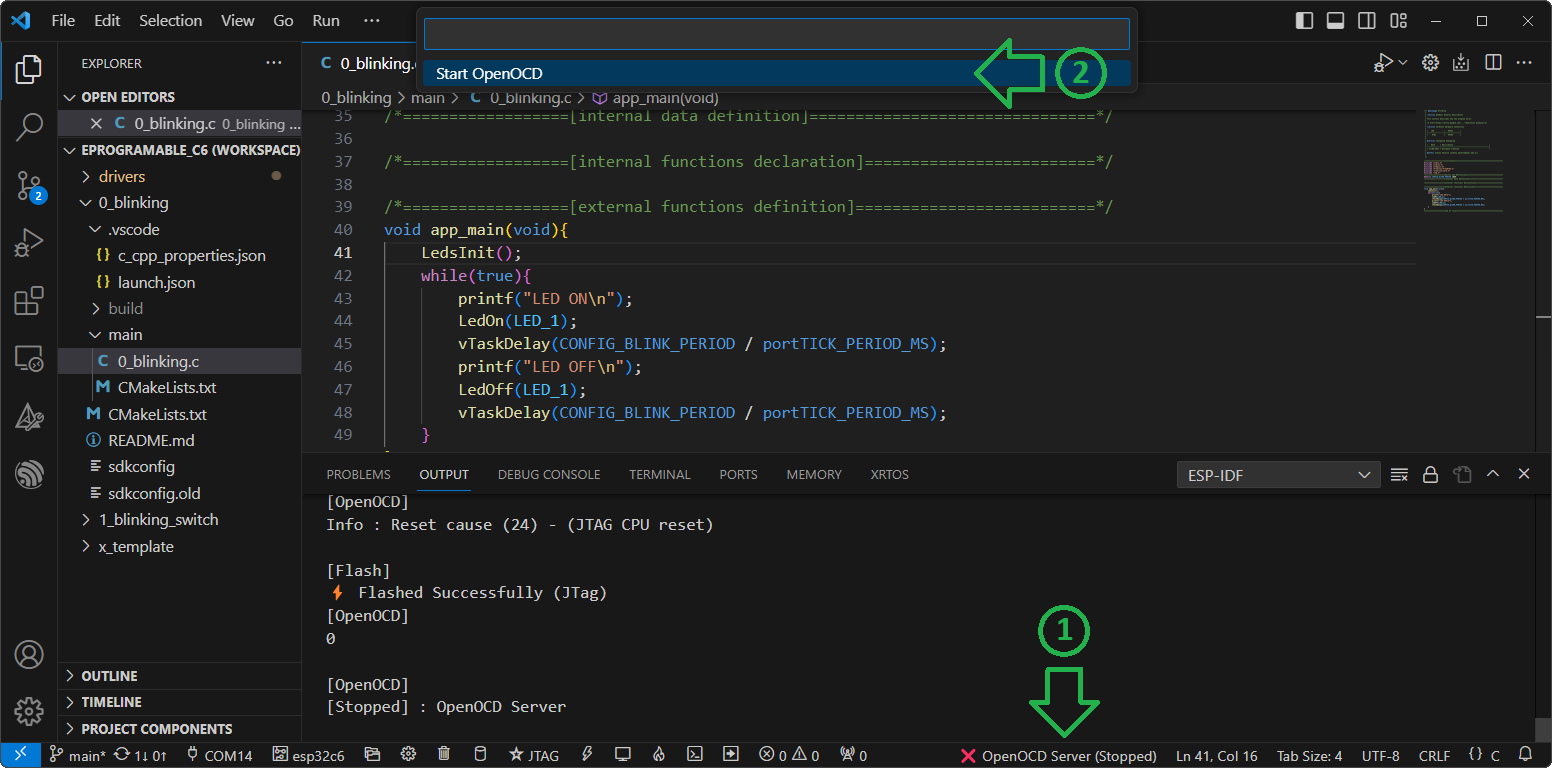 File Edit Selection View Go Run ···
Start OpenOCD
2
EXPLORER
OPEN EDITORS
0_blinking.c 0_blinking ...
EPROGRAMABLE_C6 (WORKSPACE)
drivers
0_blinking
.vscode
c_cpp_properties.json
launch.json
build
main
0_blinking.c
CMakeLists.txt
CMakeLists.txt
README.md
sdkconfig
sdkconfig.old
1_blinking_switch
x_template
OUTLINE
TIMELINE
PROJECT COMPONENTS
2
C 0_blinking.
0_blinking > main > C 0_blinking.c > app_main(void)
35 /*==================[internal data definition]===============================*/
36
37 /*==================[internal functions declaration]=========================*/
38
39 /*==================[external functions definition]==========================*/
40 void app_main(void){
41 LedsInit();
42 while(true){
43 printf("LED ON\n");
44 LedOn(LED_1);
45 vTaskDelay(CONFIG_BLINK_PERIOD / portTICK_PERIOD_MS);
46 printf("LED OFF\n");
47 LedOff(LED_1);
48 vTaskDelay(CONFIG_BLINK_PERIOD / portTICK_PERIOD_MS);
49 }
PROBLEMS OUTPUT DEBUG CONSOLE TERMINAL PORTS MEMORY XRTOS ESP-IDF
[OpenOCD]
Info : Reset cause (24) - (JTAG CPU reset)
[Flash]
⚡ Flashed Successfully (JTag)
[OpenOCD]
0
[OpenOCD]
[Stopped] : OpenOCD Server
1
main* 1↓ 0↑ COM14 esp32c6 JTAG 0 0 0 OpenOCD Server (Stopped) Ln 41, Col 16 Tab Size: 4 UTF-8 CRLF {} C